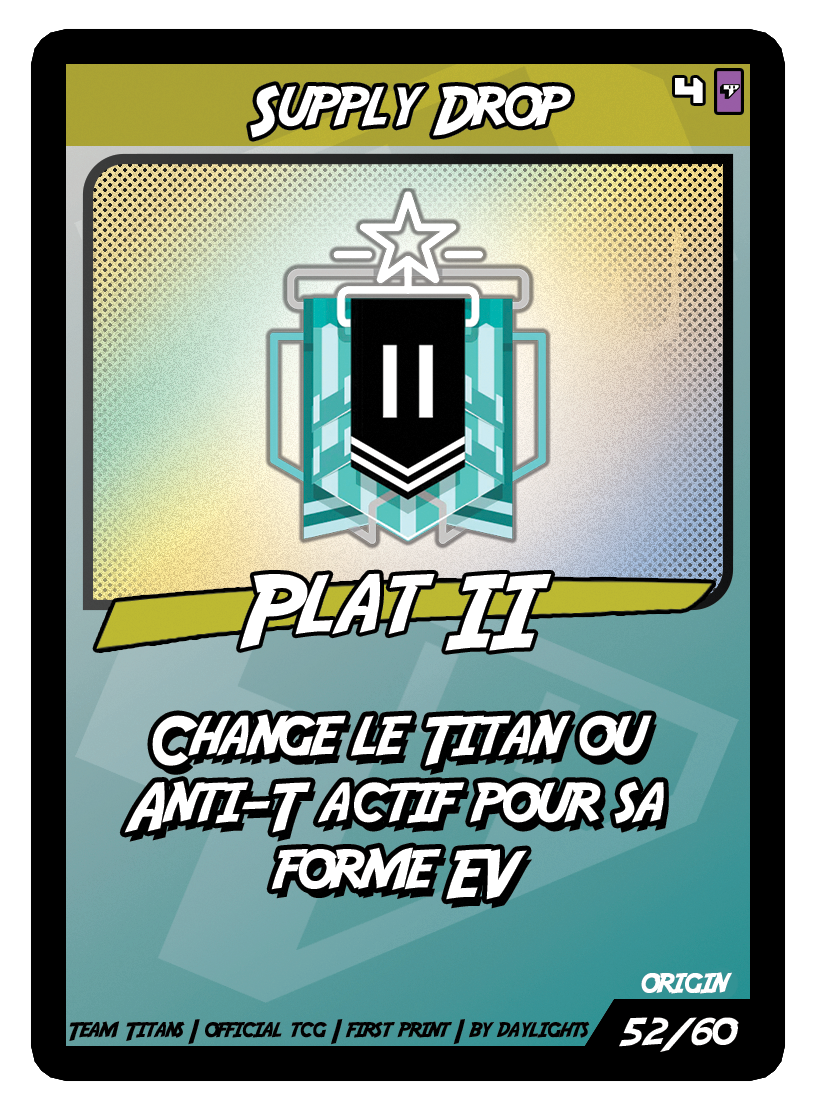 Supply Drop
4
II
Plat II
Change le Titan ou
Anti-T actif pour sa
forme EV
Origin
Team Titans | Official TCG | First Print | By Daylights
52/60